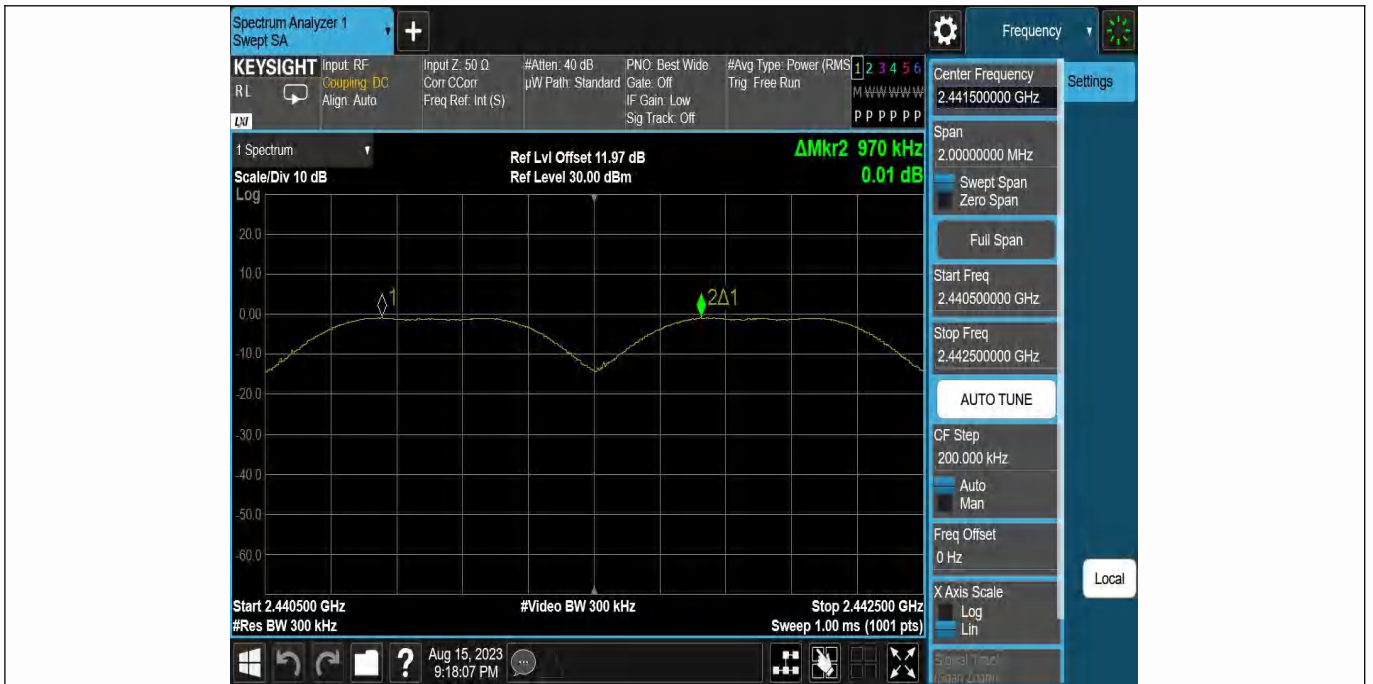 Spectrum Analyzer 1
Swept SA
Frequency
KEYSIGHT
RL
LXI
Input: RF
Coupling: DC
Align: Auto
Input Z: 50 Ω
Corr CCorr
Freq Ref: Int (S)
#Atten: 40 dB
µW Path: Standard
PNO: Best Wide
Gate: Off
IF Gain: Low
Sig Track: Off
#Avg Type: Power (RMS
Trig: Free Run
1 2 3 4 5 6
M W W W W W
P P P P P P
1 Spectrum
Scale/Div 10 dB
Log
Ref Lvl Offset 11.97 dB
Ref Level 30.00 dBm
ΔMkr2 970 kHz
0.01 dB
20.0
10.0
0.00
-10.0
-20.0
-30.0
-40.0
-50.0
-60.0
1
2Δ1
Start 2.440500 GHz
#Res BW 300 kHz
#Video BW 300 kHz
Stop 2.442500 GHz
Sweep 1.00 ms (1001 pts)
Aug 15, 2023
9:18:07 PM
?
Center Frequency
2.441500000 GHz
Span
2.00000000 MHz
Swept Span
Zero Span
Full Span
Start Freq
2.440500000 GHz
Stop Freq
2.442500000 GHz
AUTO TUNE
CF Step
200.000 kHz
Auto
Man
Freq Offset
0 Hz
X Axis Scale
Log
Lin
Signal Track
(Span Zoom)
Settings
Local